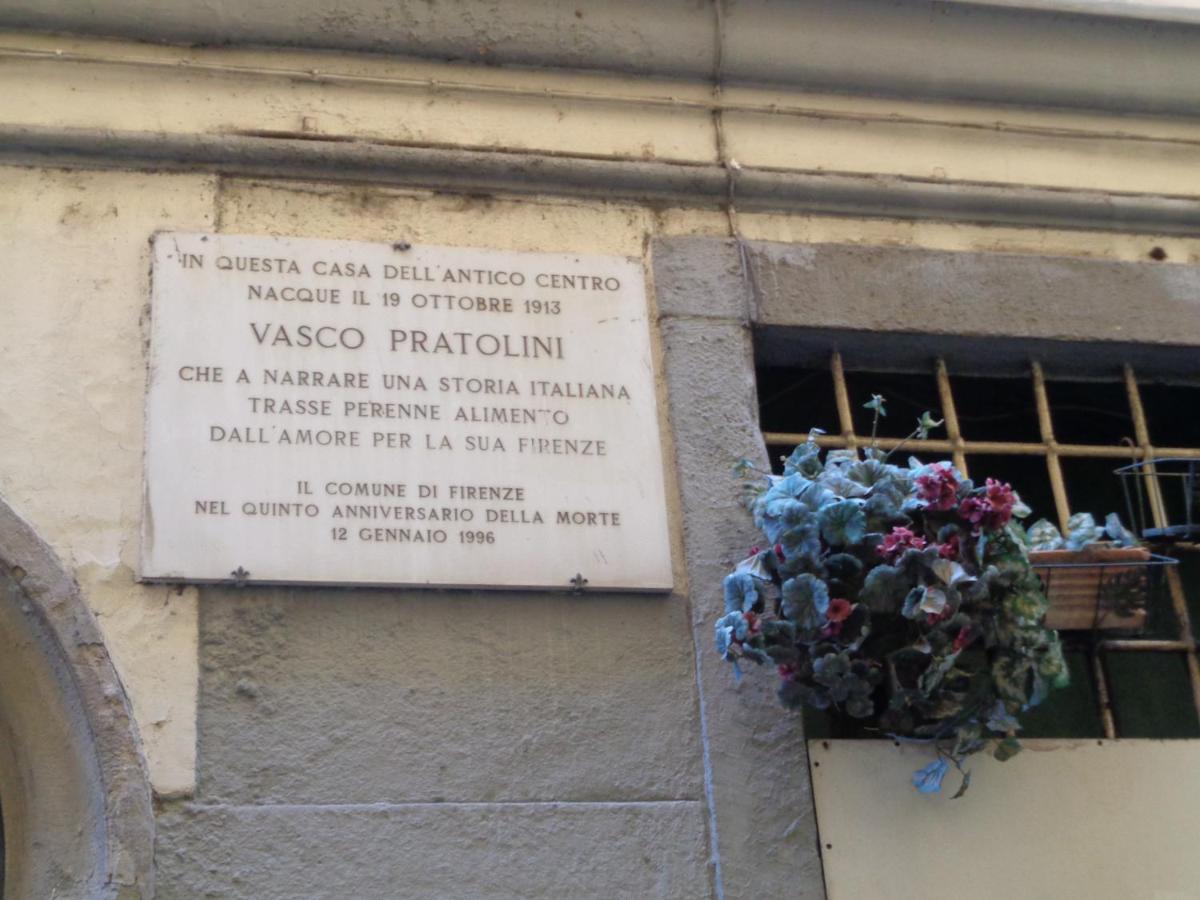 IN QUESTA CASA DELL'ANTICO CENTRO
NACQUE IL 19 OTTOBRE 1913
VASCO PRATOLINI
CHE A NARRARE UNA STORIA ITALIANA
TRASSE PERENNE ALIMENTO
DALL'AMORE PER LA SUA FIRENZE
IL COMUNE DI FIRENZE
NEL QUINTO ANNIVERSARIO DELLA MORTE
12 GENNAIO 1996